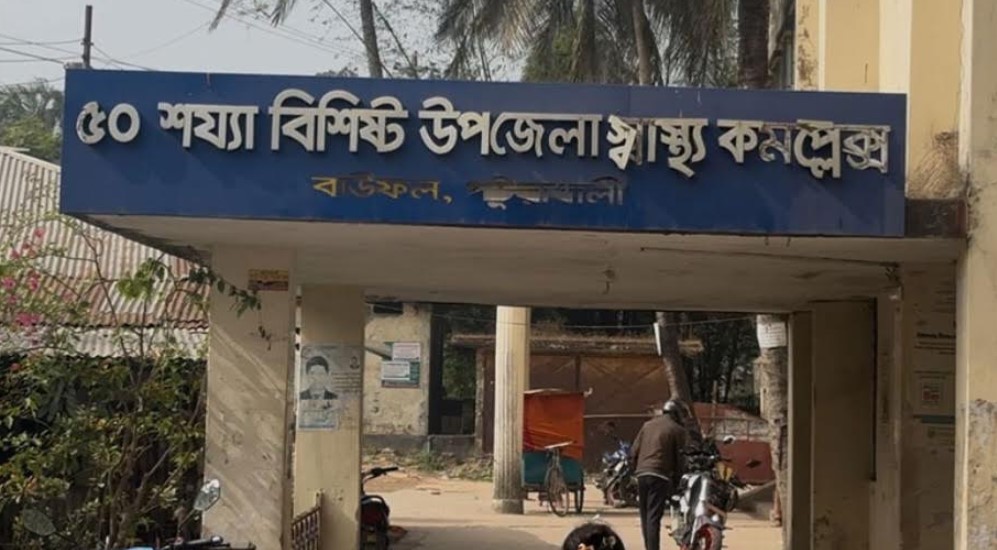 ৫০ শয্যা বিশিষ্ট উপজেলা স্বাস্থ্য কমপ্লেক্স
বাউফল, পটুয়াখালী